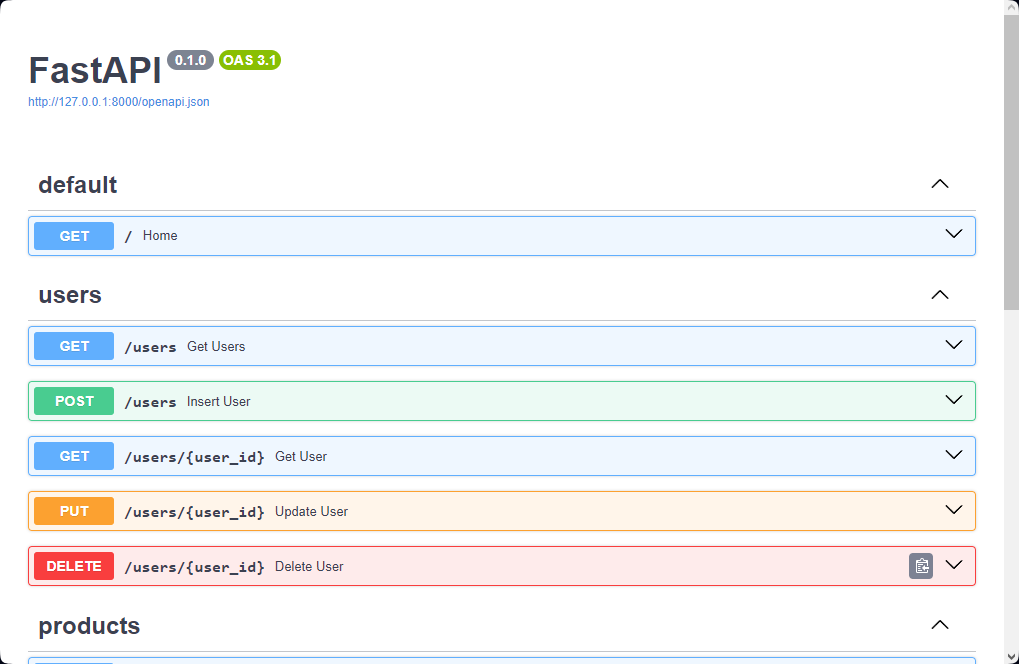 FastAPI 0.1.0 OAS 3.1
http://127.0.0.1:8000/openapi.json
default
GET / Home
users
GET /users Get Users
POST /users Insert User
GET /users/{user_id} Get User
PUT /users/{user_id} Update User
DELETE /users/{user_id} Delete User
products